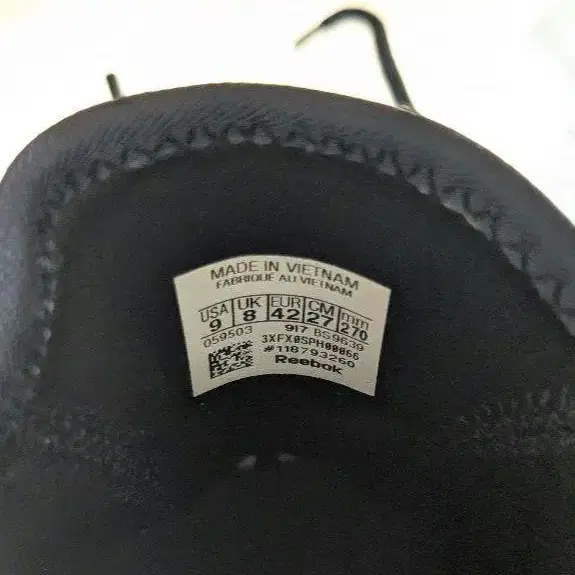 MADE IN VIETNAM
FABRIQUE AU VIETNAM
USA UK EUR CM mm
9 8 42 27 270
059503 917 BS9639
3XFX0SPH00066
#118793260
Reebok